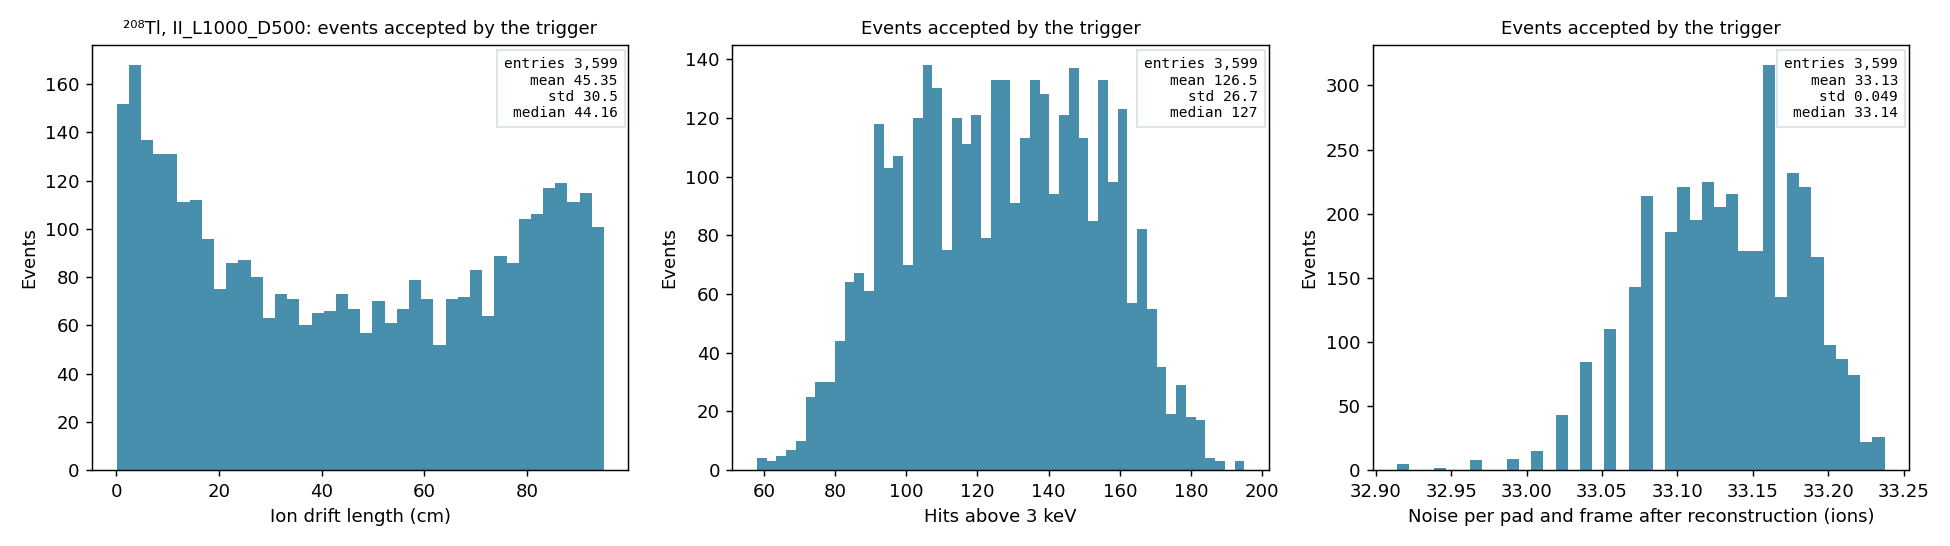 ²⁰⁸Tl, II_L1000_D500: events accepted by the trigger
entries 3,599
mean 45.35
std 30.5
median 44.16
160
140
120
100
80
60
40
20
0
Events
0 20 40 60 80
Ion drift length (cm)
Events accepted by the trigger
entries 3,599
mean 126.5
std 26.7
median 127
140
120
100
80
60
40
20
0
Events
60 80 100 120 140 160 180 200
Hits above 3 keV
Events accepted by the trigger
entries 3,599
mean 33.13
std 0.049
median 33.14
300
250
200
150
100
50
0
Events
32.90 32.95 33.00 33.05 33.10 33.15 33.20 33.25
Noise per pad and frame after reconstruction (ions)